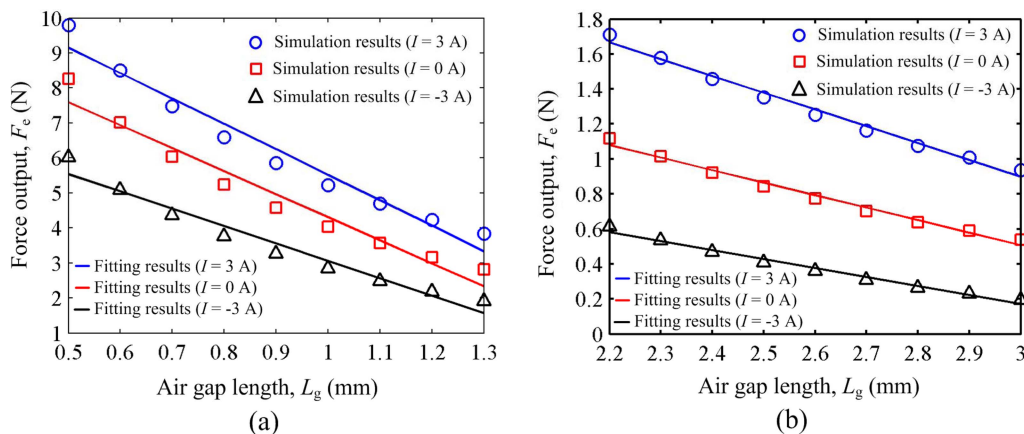 10
9
8
7
6
5
4
3
2
1
Force output, F_e (N)
Simulation results (I = 3 A)
Simulation results (I = 0 A)
Simulation results (I = -3 A)
Fitting results (I = 3 A)
Fitting results (I = 0 A)
Fitting results (I = -3 A)
0.5 0.6 0.7 0.8 0.9 1 1.1 1.2 1.3
Air gap length, L_g (mm)
(a)
1.8
1.6
1.4
1.2
1
0.8
0.6
0.4
0.2
0
Force output, F_e (N)
Simulation results (I = 3 A)
Simulation results (I = 0 A)
Simulation results (I = -3 A)
Fitting results (I = 3 A)
Fitting results (I = 0 A)
Fitting results (I = -3 A)
2.2 2.3 2.4 2.5 2.6 2.7 2.8 2.9 3
Air gap length, L_g (mm)
(b)